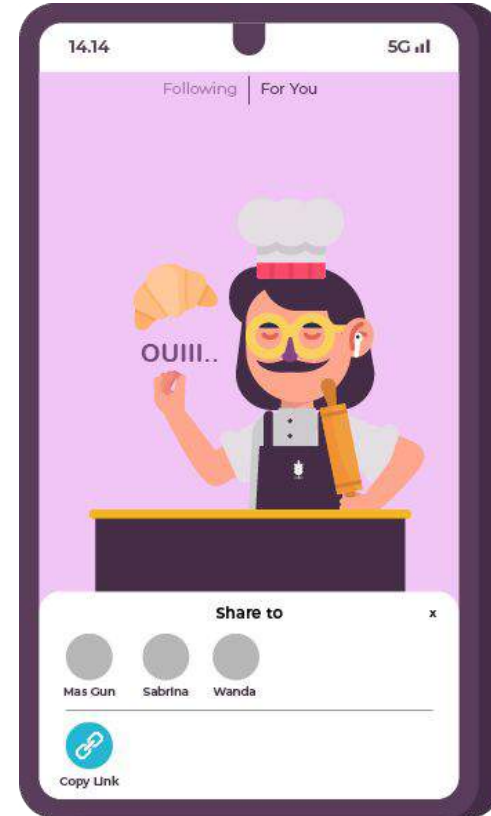 14.14 5G
Following For You
OUIII..
Share to x
Mas Gun Sabrina Wanda
Copy Link